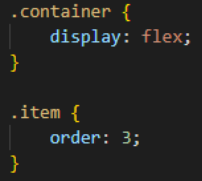 .container {
    display: flex;
}

.item {
    order: 3;
}